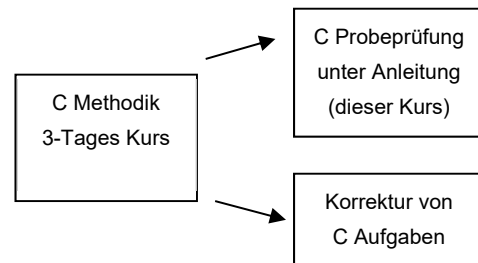 C Methodik
3-Tages Kurs
C Probeprüfung
unter Anleitung
(dieser Kurs)
Korrektur von
C Aufgaben